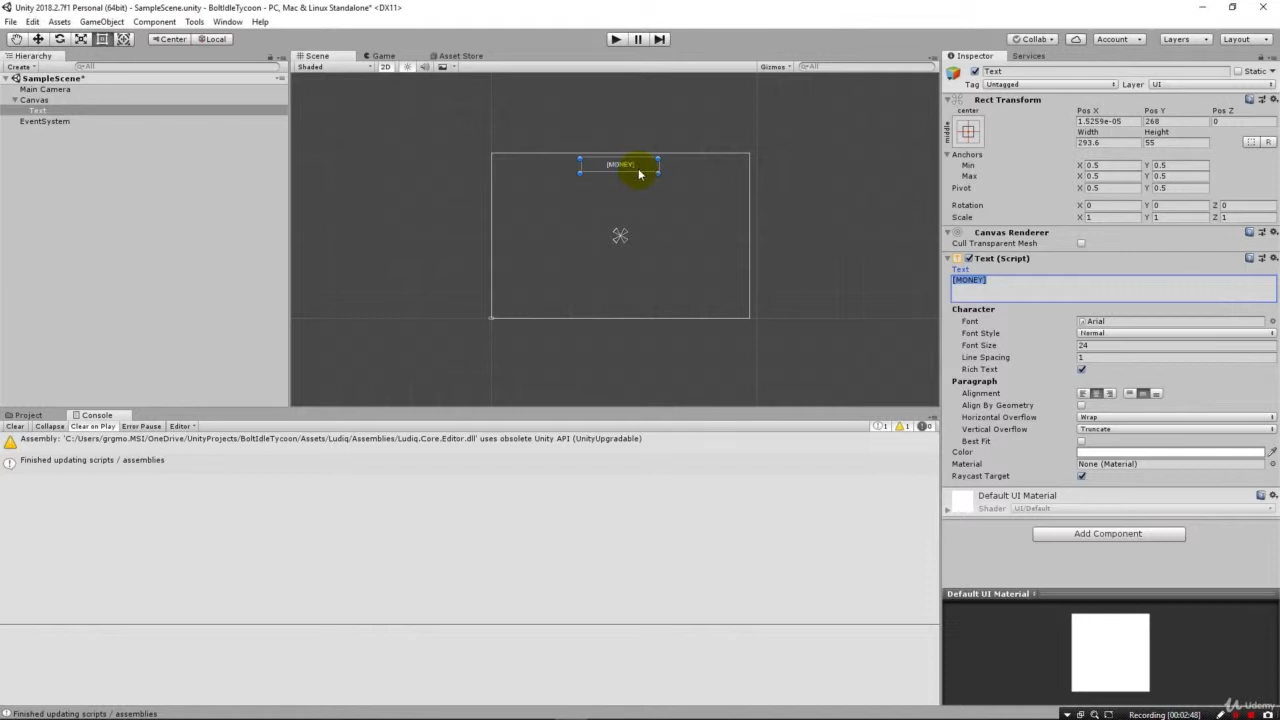 Unity 2018.2.7f1 Personal (64bit) - SampleScene.unity - BoltIdleTycoon - PC, Mac & Linux Standalone* <DX11>
File Edit Assets GameObject Component Tools Window Help
Center Local Collab Account Layers Layout
Hierarchy Scene Game Asset Store Inspector Services
Create All Shaded 2D Gizmos All
SampleScene*
Main Camera
Canvas
Text
EventSystem
[MONEY]
Text Static
Tag Untagged Layer UI
Rect Transform
center Pos X Pos Y Pos Z
middle 1.5259e-05 268 0
Width Height
293.6 55 R
Anchors
Min X 0.5 Y 0.5
Max X 0.5 Y 0.5
Pivot X 0.5 Y 0.5
Rotation X 0 Y 0 Z 0
Scale X 1 Y 1 Z 1
Canvas Renderer
Cull Transparent Mesh
Text (Script)
Text
[MONEY]
Character
Font Arial
Font Style Normal
Font Size 24
Line Spacing 1
Rich Text
Paragraph
Alignment
Align By Geometry
Horizontal Overflow Wrap
Vertical Overflow Truncate
Best Fit
Color
Material None (Material)
Raycast Target
Default UI Material
Shader UI/Default
Add Component
Default UI Material
Project Console
Clear Collapse Clear on Play Error Pause Editor 1 1 0
Assembly: 'C:/Users/grgmo.MSI/OneDrive/UnityProjects/BoltIdleTycoon/Assets/Ludiq/Assemblies/Ludiq.Core.Editor.dll' uses obsolete Unity API (UnityUpgradable)
Finished updating scripts / assemblies
Finished updating scripts / assemblies
Udemy
Recording [00:02:48]